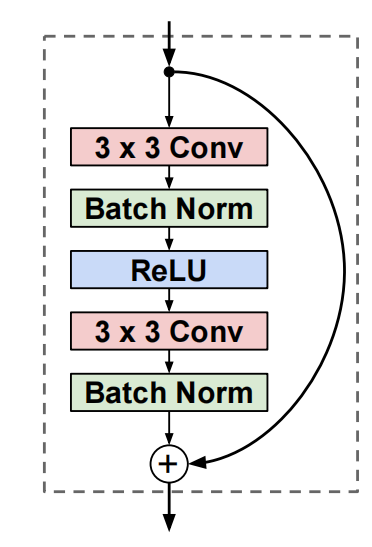 3 x 3 Conv
Batch Norm
ReLU
3 x 3 Conv
Batch Norm
+